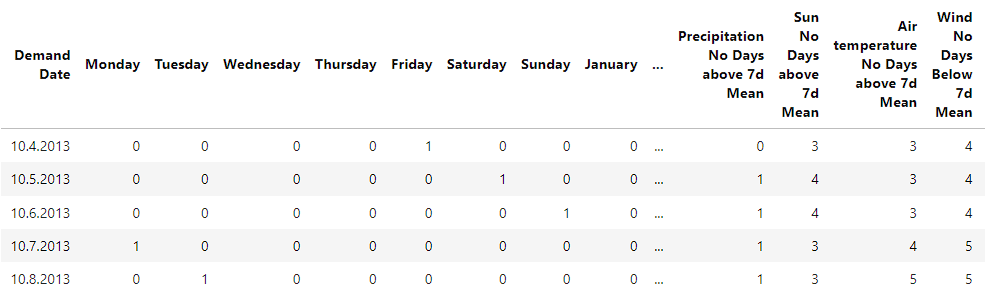 Demand Date Monday Tuesday Wednesday Thursday Friday Saturday Sunday January ... Precipitation No Days above 7d Mean Sun No Days above 7d Mean Air temperature No Days above 7d Mean Wind No Days Below 7d Mean
10.4.2013 0 0 0 0 1 0 0 0 ... 0 3 3 4
10.5.2013 0 0 0 0 0 1 0 0 ... 1 4 3 4
10.6.2013 0 0 0 0 0 0 1 0 ... 1 4 3 4
10.7.2013 1 0 0 0 0 0 0 0 ... 1 3 4 5
10.8.2013 0 1 0 0 0 0 0 0 ... 1 3 5 5